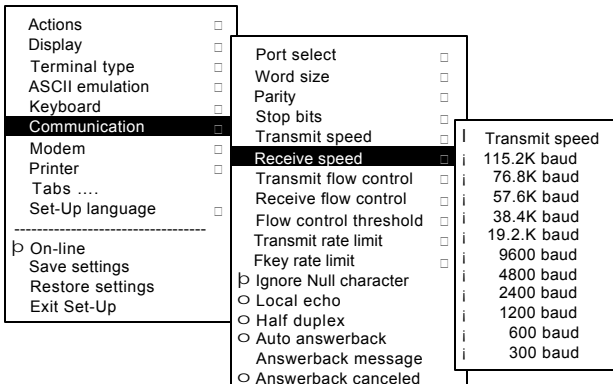 Actions
Display
Terminal type
ASCII emulation
Keyboard
Communication
Modem
Printer
Tabs ....
Set-Up language
-----------------------------------
þ On-line
Save settings
Restore settings
Exit Set-Up
Port select
Word size
Parity
Stop bits
Transmit speed
Receive speed
Transmit flow control
Receive flow control
Flow control threshold
Transmit rate limit
Fkey rate limit
þ Ignore Null character
o Local echo
o Half duplex
o Auto answerback
Answerback message
o Answerback canceled
l Transmit speed
¡ 115.2K baud
¡ 76.8K baud
¡ 57.6K baud
¡ 38.4K baud
¡ 19.2.K baud
¡ 9600 baud
¡ 4800 baud
¡ 2400 baud
¡ 1200 baud
¡ 600 baud
¡ 300 baud